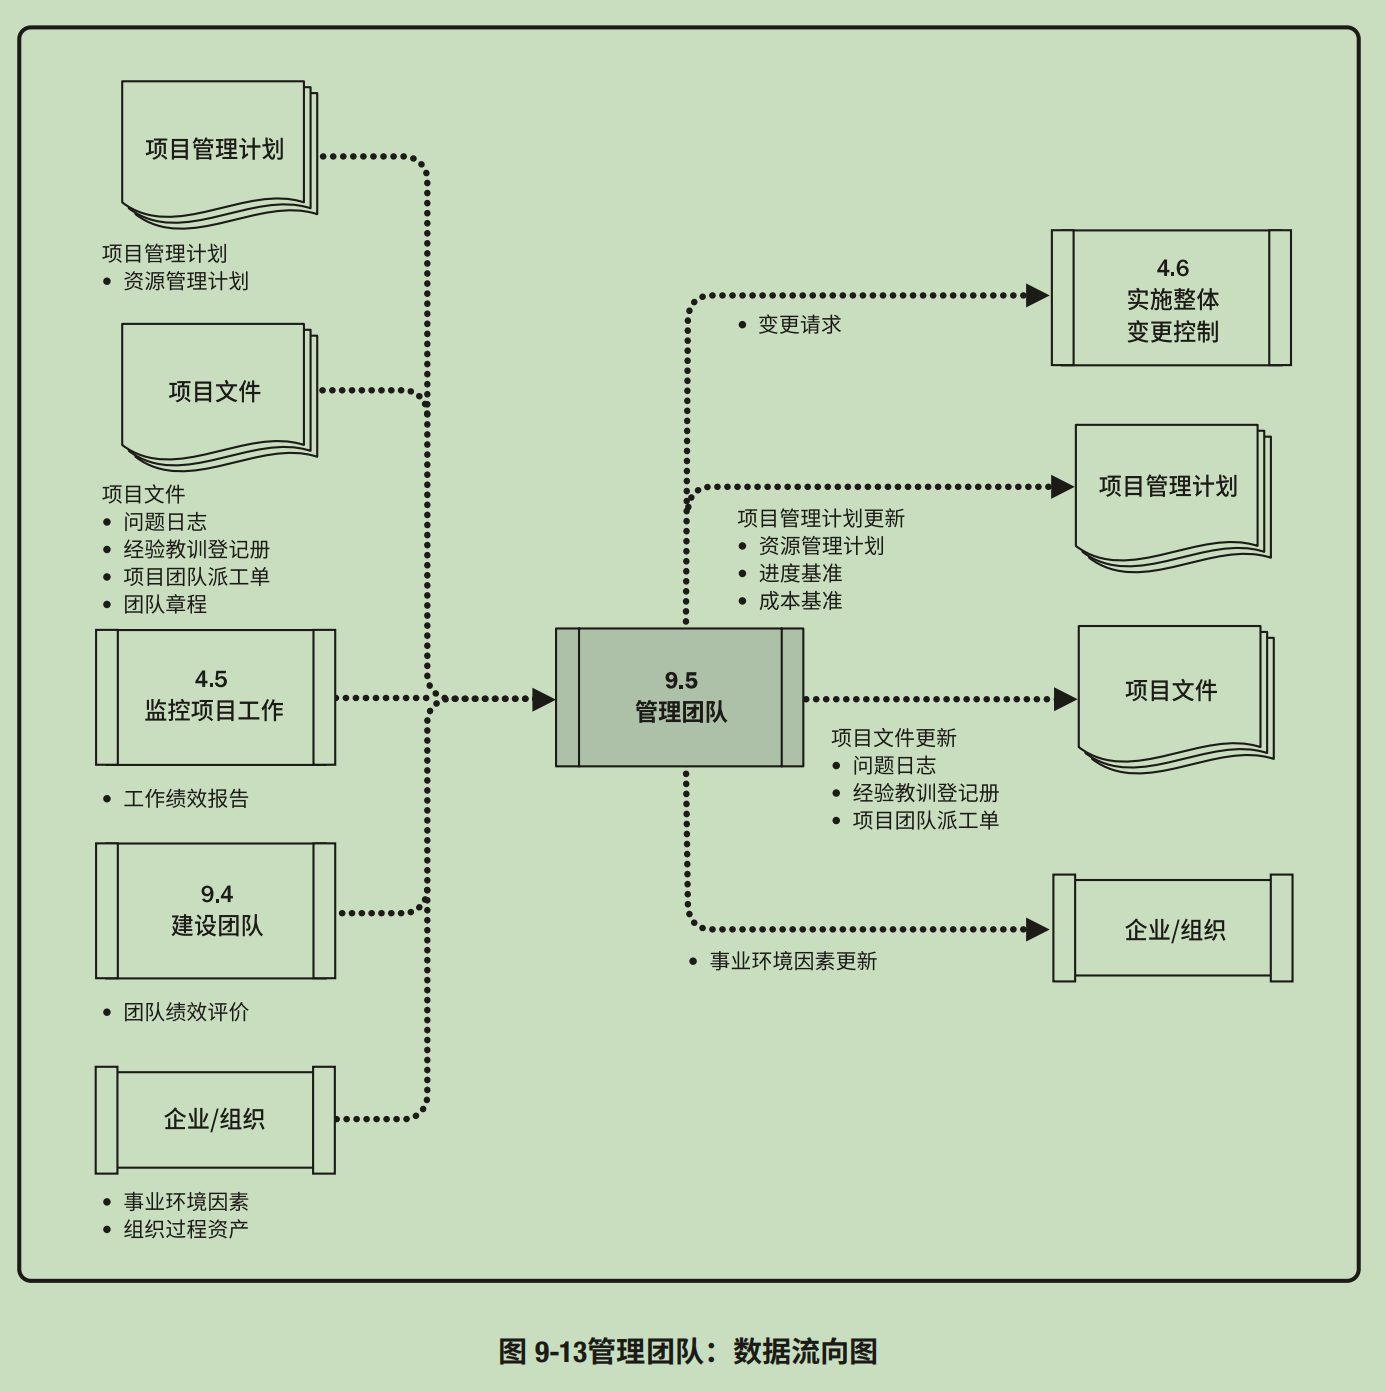 项目管理计划
项目管理计划
• 资源管理计划
项目文件
项目文件
• 问题日志
• 经验教训登记册
• 项目团队派工单
• 团队章程
4.5
监控项目工作
• 工作绩效报告
9.4
建设团队
• 团队绩效评价
企业/组织
• 事业环境因素
• 组织过程资产
9.5
管理团队
4.6
实施整体
变更控制
• 变更请求
项目管理计划
项目管理计划更新
• 资源管理计划
• 进度基准
• 成本基准
项目文件
项目文件更新
• 问题日志
• 经验教训登记册
• 项目团队派工单
企业/组织
• 事业环境因素更新
图 9-13管理团队：数据流向图